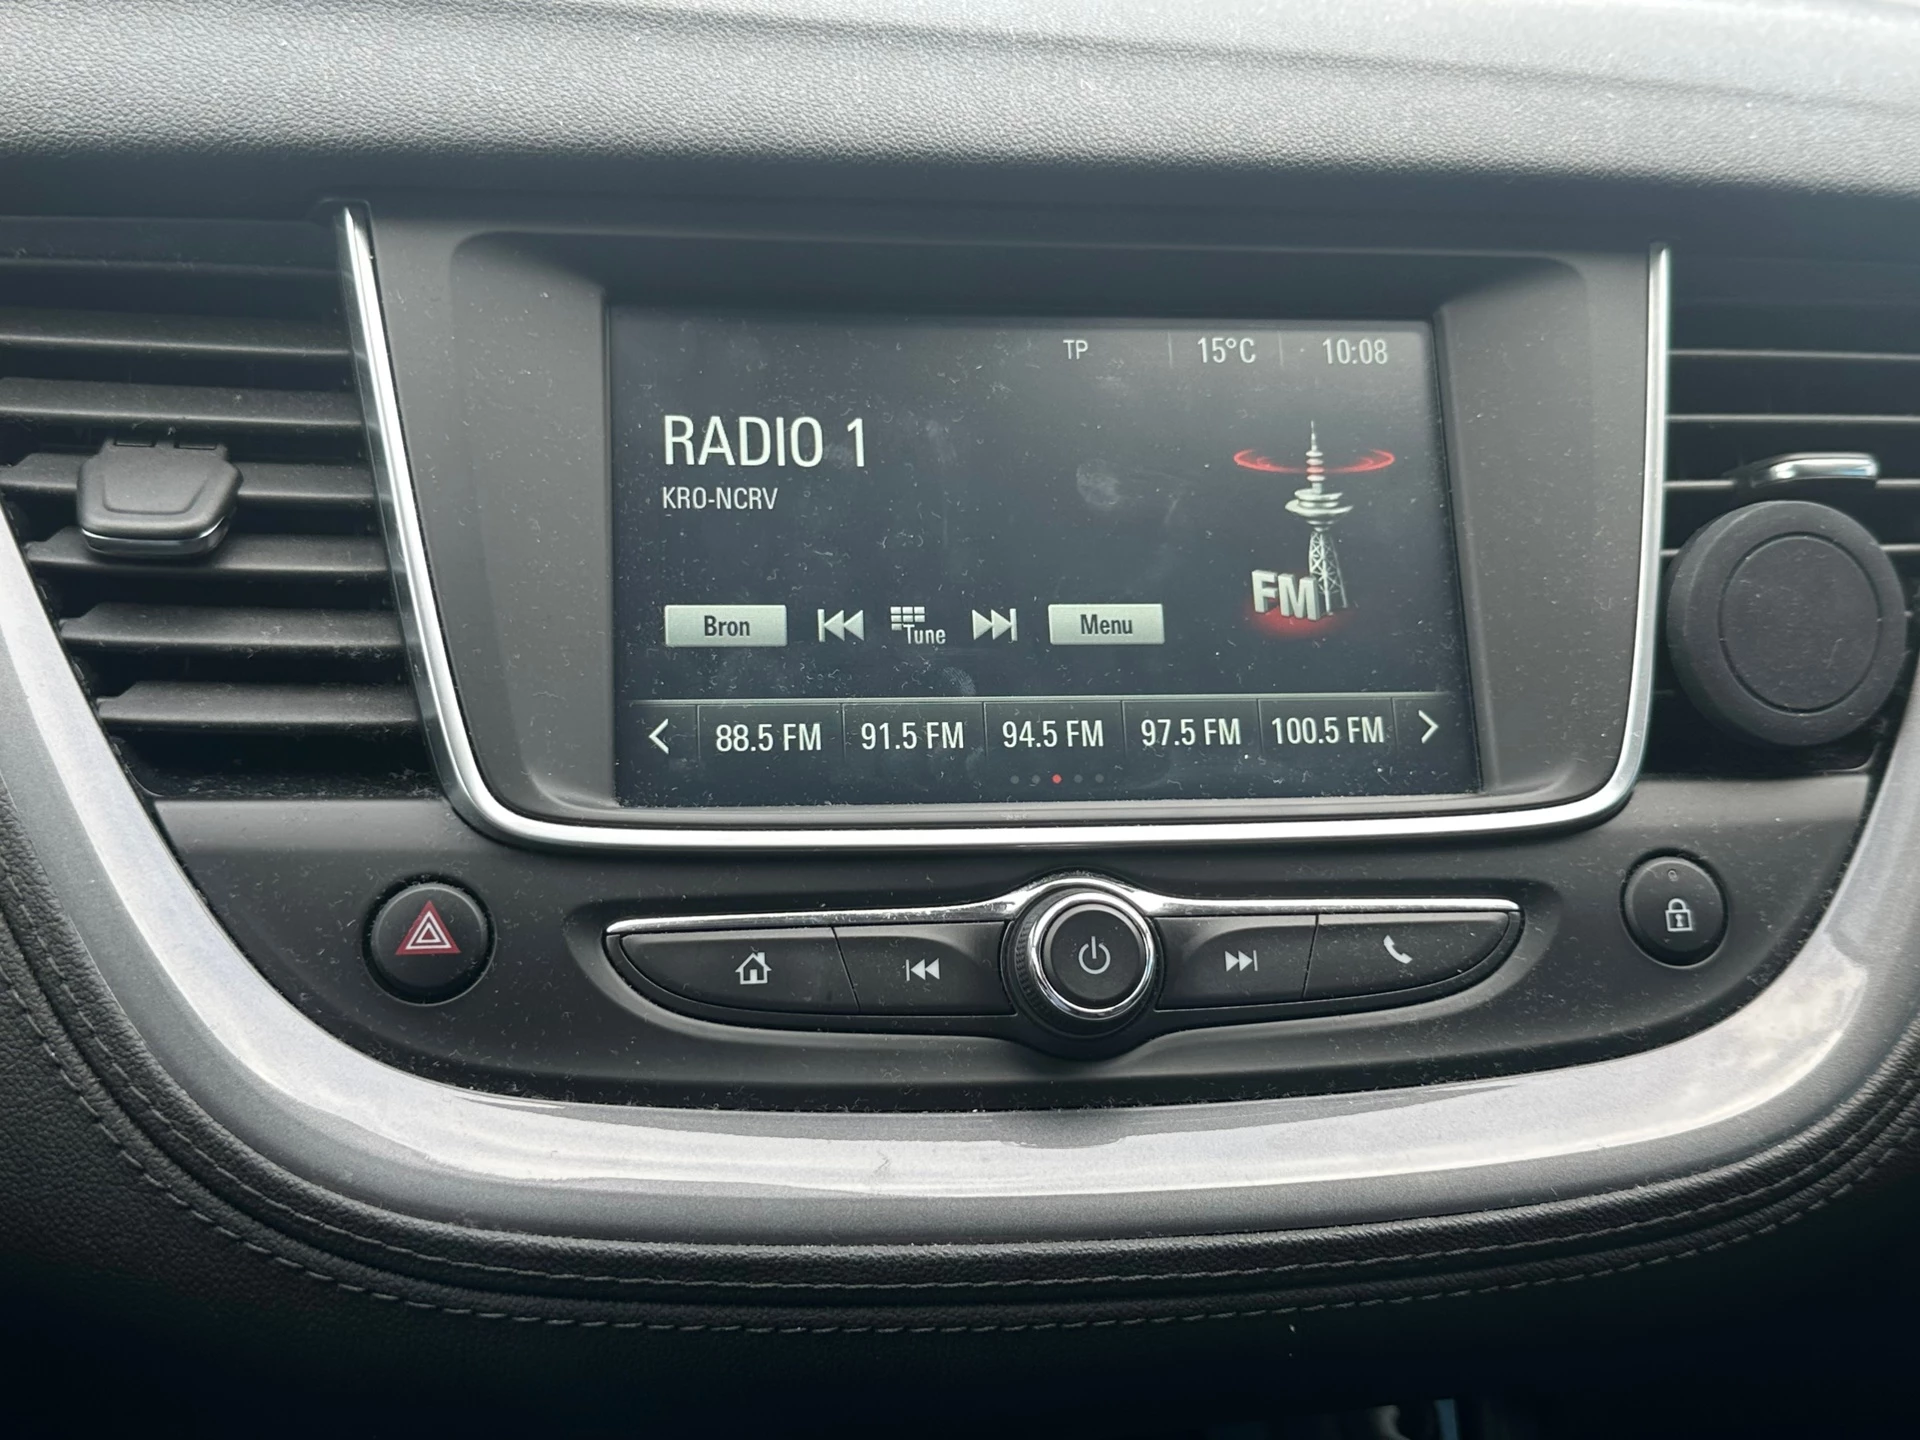 TP 15°C 10:08
RADIO 1
KRO-NCRV
FM
Bron Tune Menu
88.5 FM 91.5 FM 94.5 FM 97.5 FM 100.5 FM